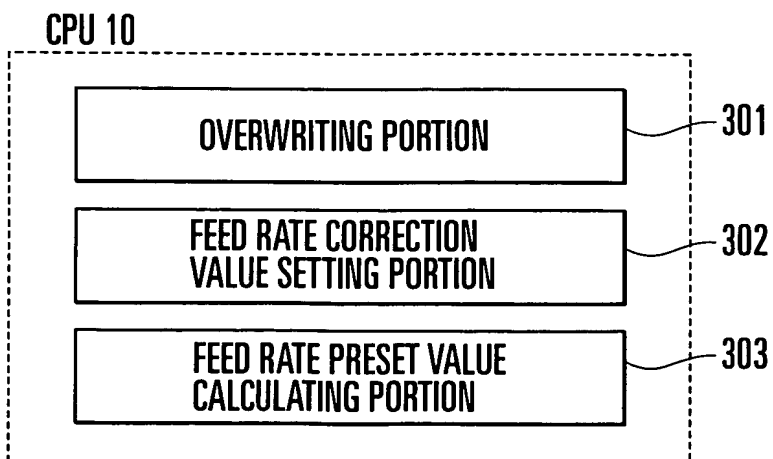 CPU 10
OVERWRITING PORTION
301
FEED RATE CORRECTION
VALUE SETTING PORTION
302
FEED RATE PRESET VALUE
CALCULATING PORTION
303